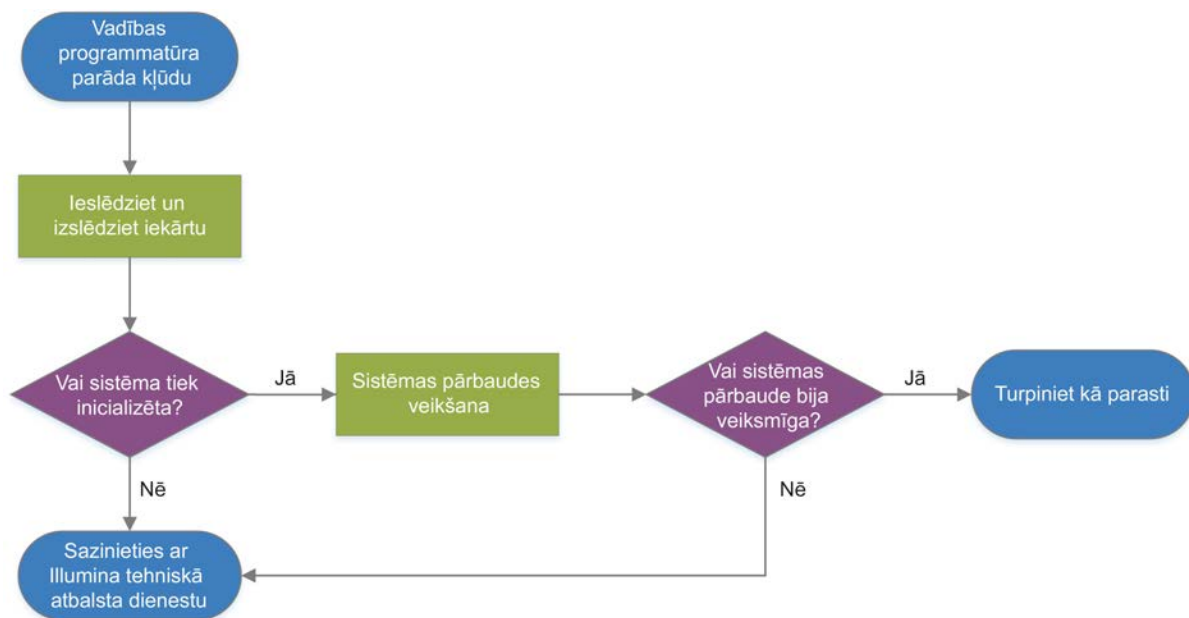 Vadības
programmatūra
parāda kļūdu
Ieslēdziet un
izslēdziet iekārtu
Vai sistēma tiek
inicializēta?
Jā
Sistēmas pārbaudes
veikšana
Vai sistēmas
pārbaude bija
veiksmīga?
Jā
Turpiniet kā parasti
Nē
Nē
Sazinieties ar
Illumina tehniskā
atbalsta dienestu